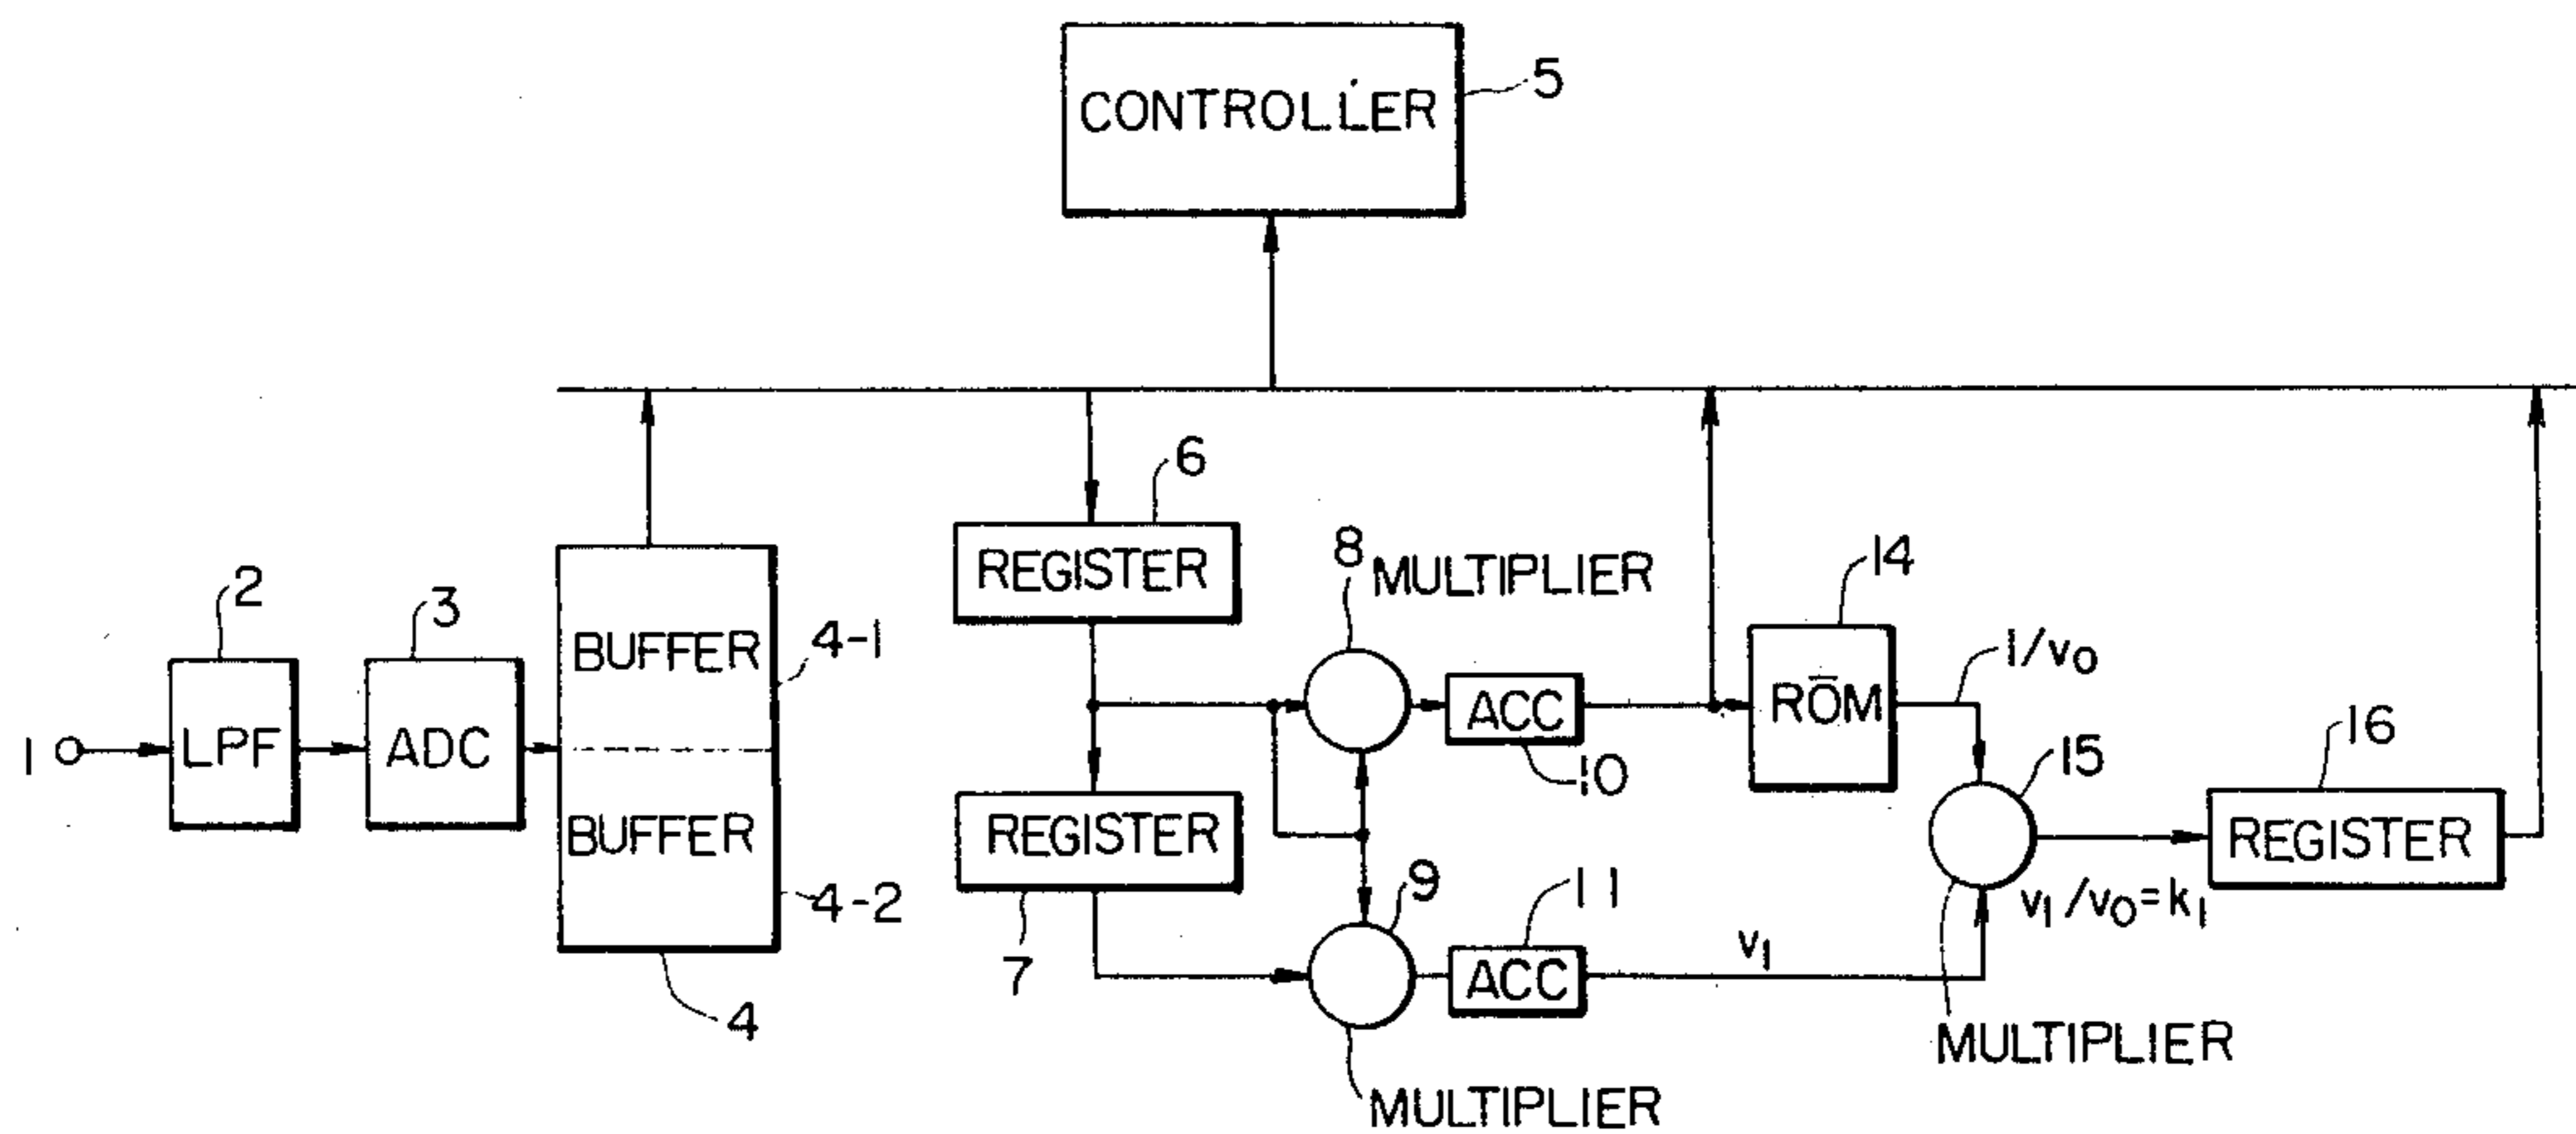 CONTROLLER
5
6
REGISTER
8
MULTIPLIER
14
2
3
BUFFER
4-1
1/v0
1
LPF
ADC
ACC
10
RŌM
15
16
BUFFER
REGISTER
REGISTER
4-2
9
11
v1/v0=k1
7
v1
ACC
4
MULTIPLIER
MULTIPLIER